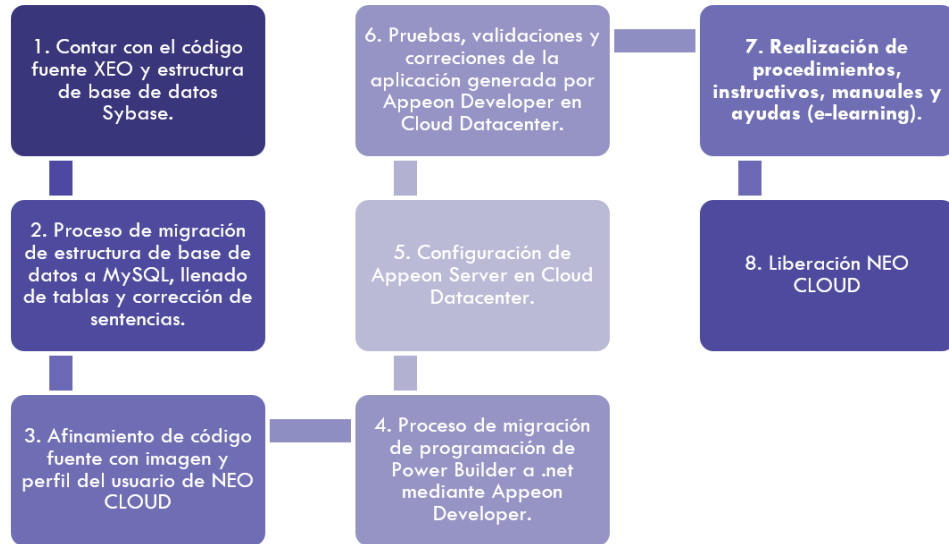 1. Contar con el código
fuente XEO y estructura
de base de datos
Sybase.
2. Proceso de migración
de estructura de base de
datos a MySQL, llenado
de tablas y corrección de
sentencias.
3. Afinamiento de código
fuente con imagen y
perfil del usuario de NEO
CLOUD
4. Proceso de migración
de programación de
Power Builder a .net
mediante Appeon
Developer.
5. Configuración de
Appeon Server en Cloud
Datacenter.
6. Pruebas, validaciones y
correciones de la
aplicación generada por
Appeon Developer en
Cloud Datacenter.
7. Realización de
procedimientos,
instructivos, manuales y
ayudas (e-learning).
8. Liberación NEO
CLOUD